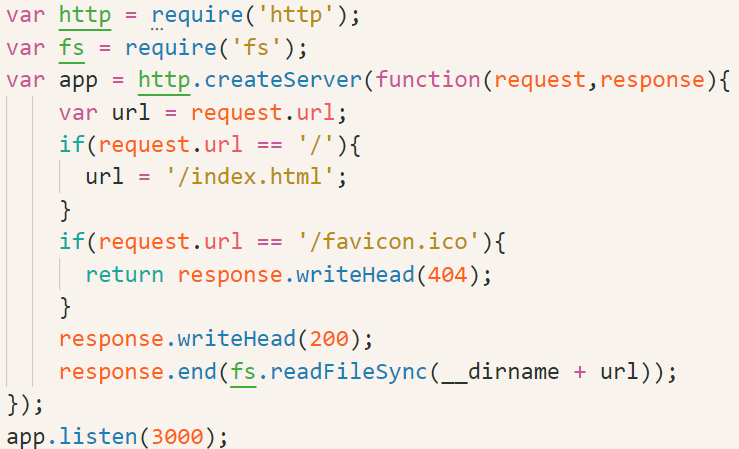 var http = require('http');
var fs = require('fs');
var app = http.createServer(function(request,response){
    var url = request.url;
    if(request.url == '/'){
      url = '/index.html';
    }
    if(request.url == '/favicon.ico'){
      return response.writeHead(404);
    }
    response.writeHead(200);
    response.end(fs.readFileSync(__dirname + url));
});
app.listen(3000);